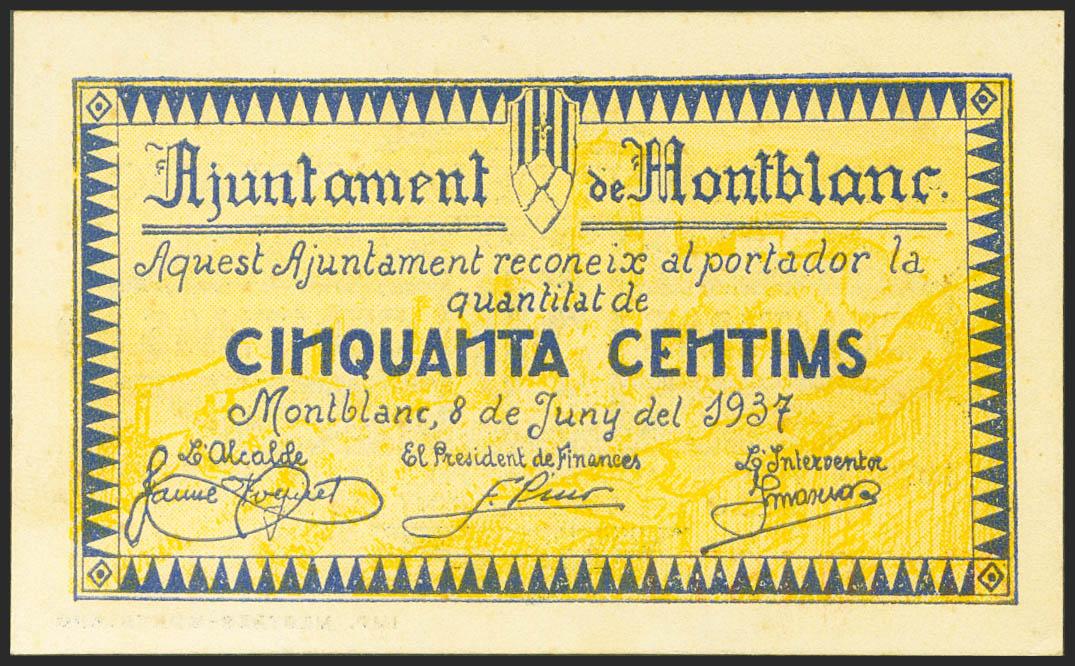 Ajuntament de Montblanc.
Aquest Ajuntament reconeix al portador la
quantitat de
CINQUANTA CENTIMS
Montblanc, 8 de Juny del 1937
L'Alcalde El President de Finances L'Interventor
Jaume